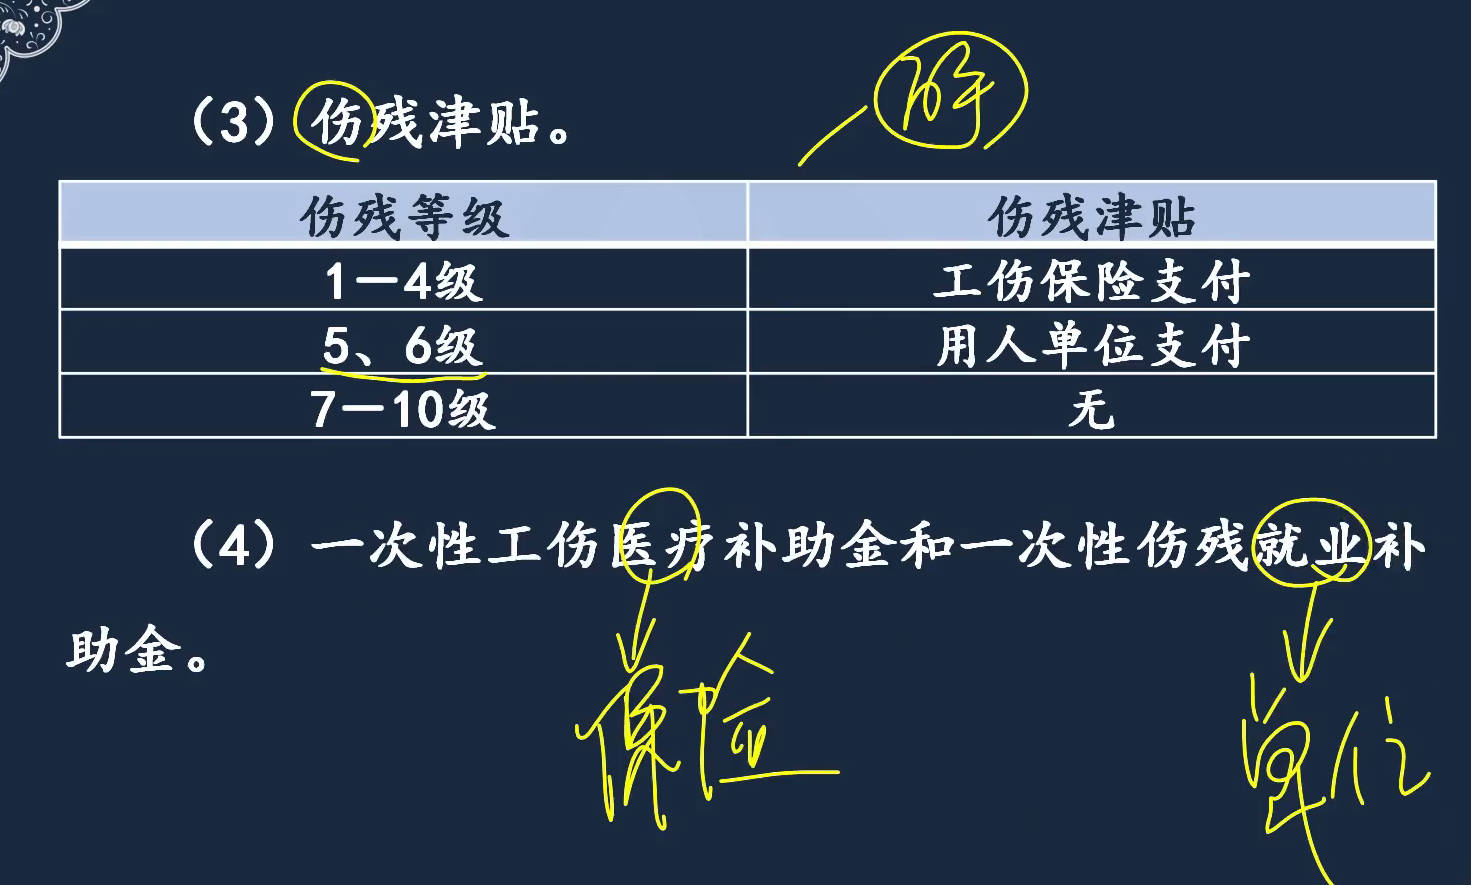 （3）伤残津贴。
伤残等级 伤残津贴
1—4级 工伤保险支付
5、6级 用人单位支付
7—10级 无
（4）一次性工伤医疗补助金和一次性伤残就业补
助金。
保险 单位